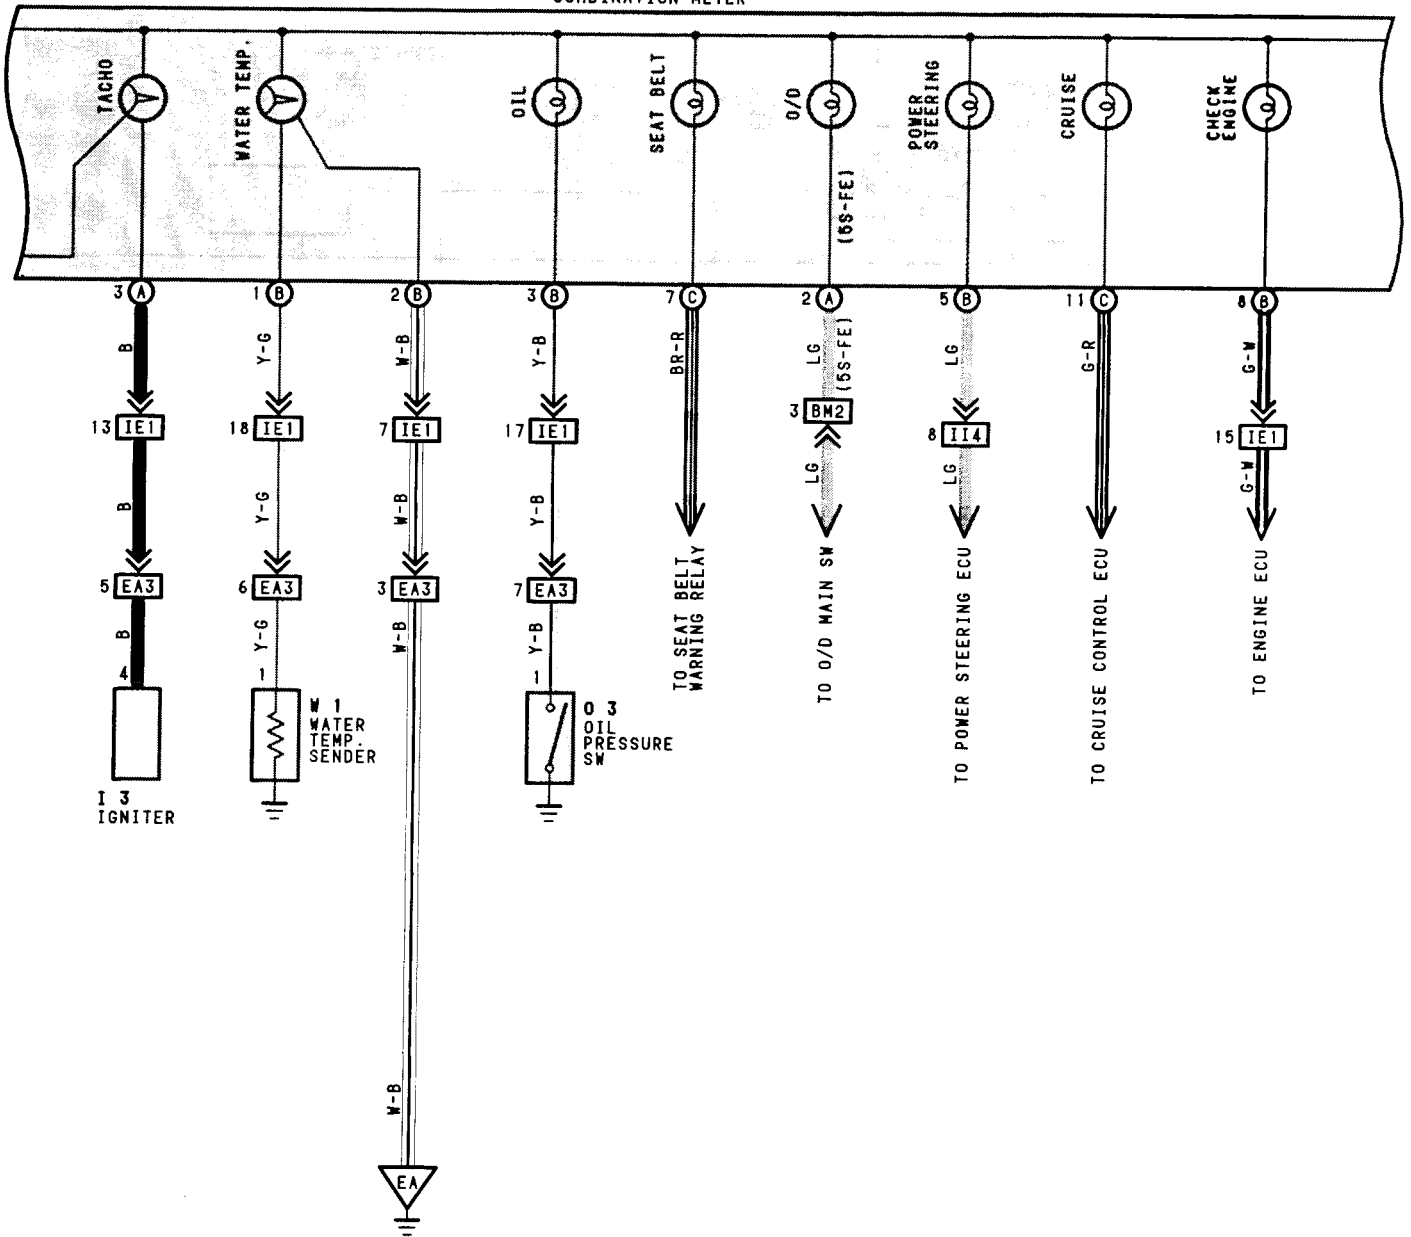 COMBINATION METER
TACHO
WATER TEMP.
OIL
SEAT BELT
O/D
(5S-FE)
POWER
STEERING
CRUISE
CHECK
ENGINE
3 A
1 B
2 B
3 B
7 C
2 A
5 B
11 C
8 B
B
Y-G
W-B
Y-B
BR-R
LG
(5S-FE)
LG
G-R
G-W
13 IE1
18 IE1
7 IE1
17 IE1
3 BM2
8 II4
15 IE1
B
Y-G
W-B
Y-B
LG
LG
G-W
5 EA3
6 EA3
3 EA3
7 EA3
TO SEAT BELT
WARNING RELAY
TO O/D MAIN SW
TO POWER STEERING ECU
TO CRUISE CONTROL ECU
TO ENGINE ECU
B
Y-G
W-B
Y-B
4
1
1
W 1
WATER
TEMP.
SENDER
O 3
OIL
PRESSURE
SW
I 3
IGNITER
W-B
EA